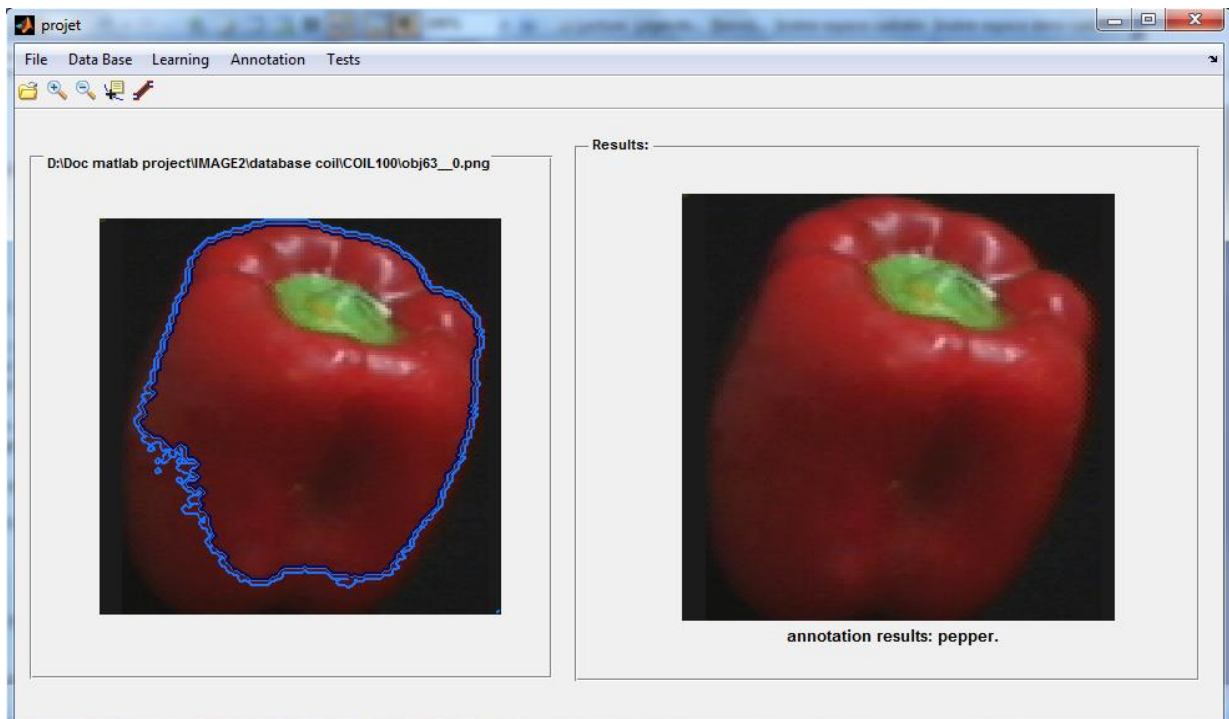 projet
File Data Base Learning Annotation Tests
D:\Doc matlab project\IMAGE2\database coil\COIL100\obj63__0.png
Results:
annotation results: pepper.